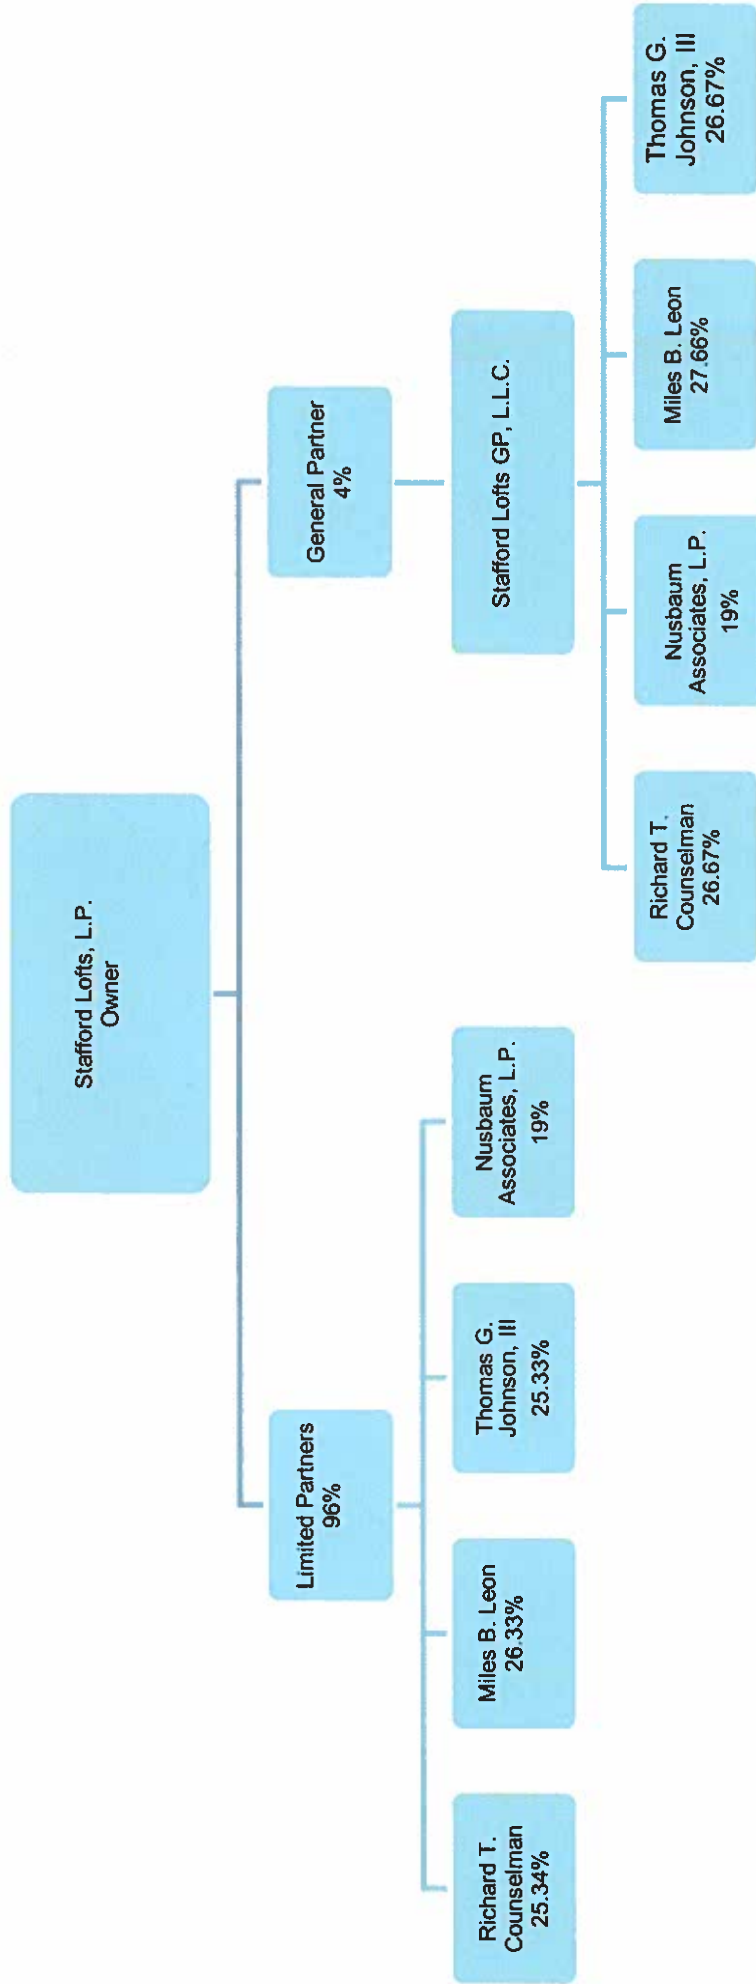 Stafford Lofts, L.P.
Owner
Limited Partners
96%
General Partner
4%
Richard T.
Counselman
25.34%
Miles B. Leon
26.33%
Thomas G.
Johnson, III
25.33%
Nusbaum
Associates, L.P.
19%
Stafford Lofts GP, L.L.C.
Richard T.
Counselman
26.67%
Nusbaum
Associates, L.P.
19%
Miles B. Leon
27.66%
Thomas G.
Johnson, III
26.67%